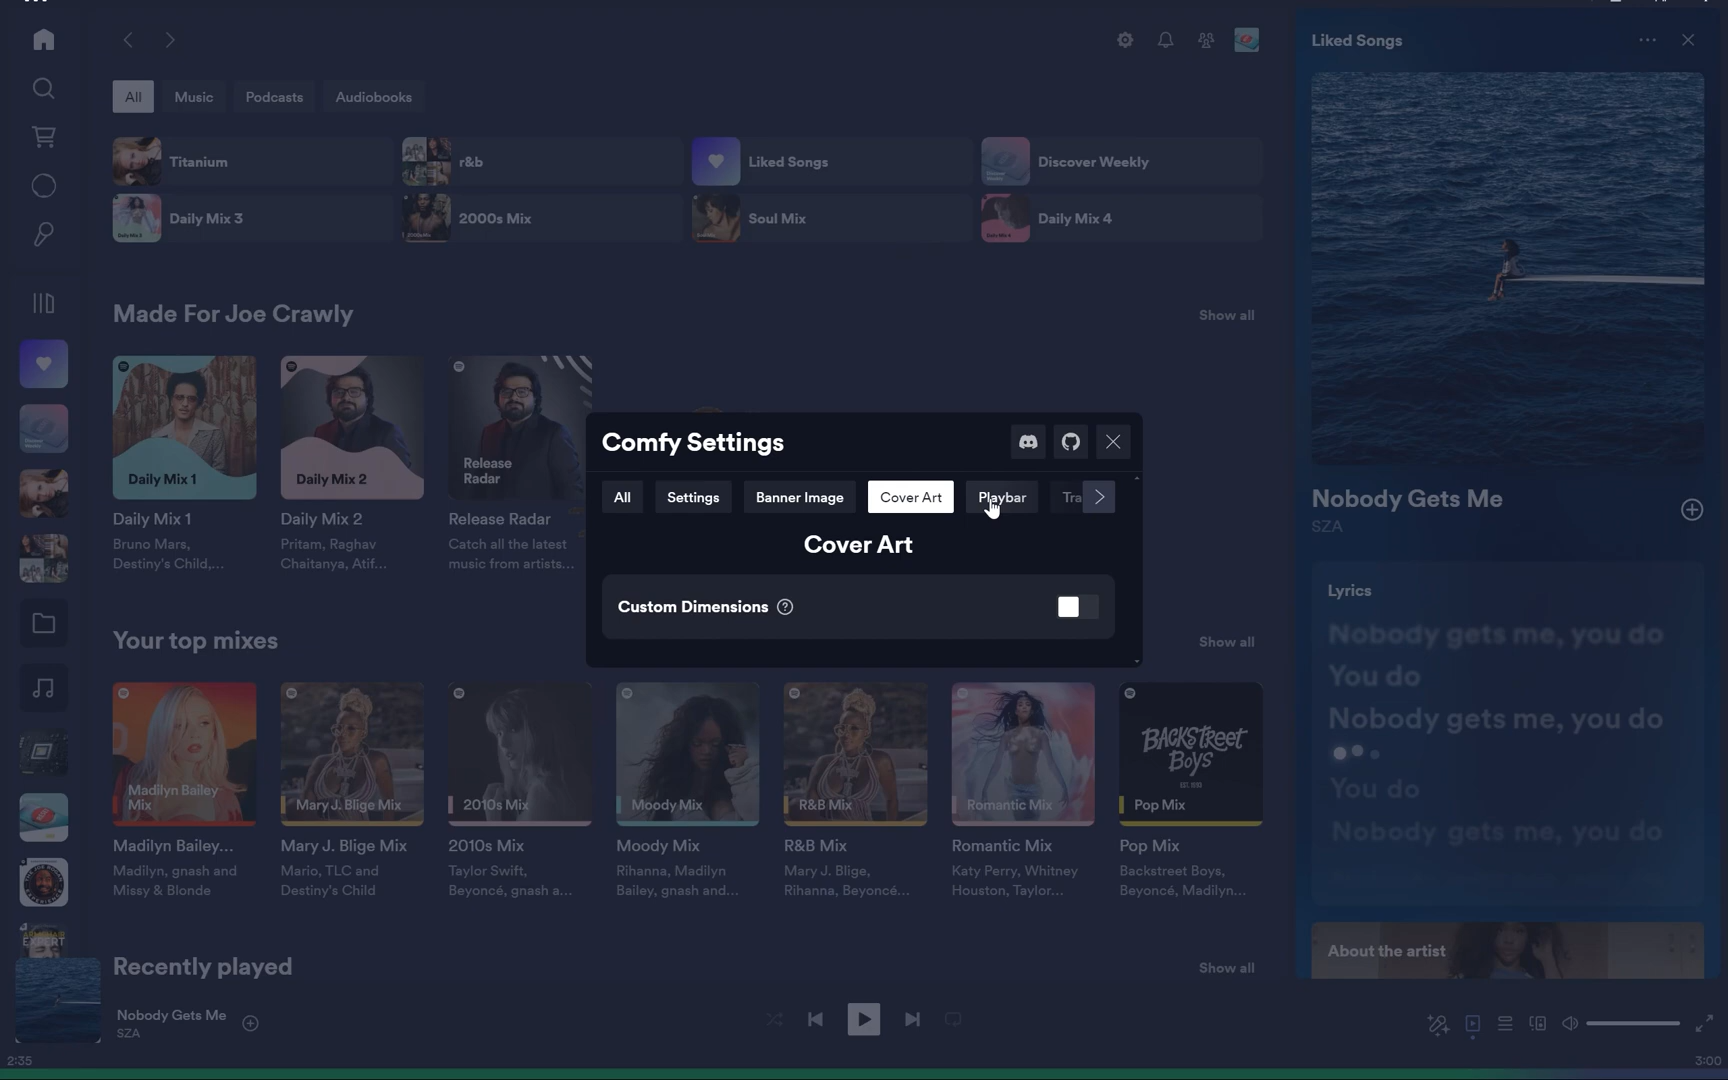 Liked Songs
All
Music
Podcasts
Audiobooks
Titanium
r&b
Liked Songs
Discover Weekly
Daily Mix 3
2000s Mix
Soul Mix
Daily Mix 4
Made For Joe Crawly
Show all
Daily Mix 1
Daily Mix 2
Release
Radar
Daily Mix 1
Bruno Mars,
Destiny's Child,...
Daily Mix 2
Pritam, Raghav
Chaitanya, Atif...
Release Radar
Catch all the latest
music from artists...
Comfy Settings
All
Settings
Banner Image
Cover Art
Playbar
Tra
Cover Art
Custom Dimensions
Your top mixes
Show all
Madilyn Bailey
Mix
Mary J. Blige Mix
2010s Mix
Moody Mix
R&B Mix
Romantic Mix
BACKSTREET
BOYS
Pop Mix
Madilyn Bailey...
Madilyn, gnash and
Missy & Blonde
Mary J. Blige Mix
Mario, TLC and
Destiny's Child
2010s Mix
Taylor Swift,
Beyoncé, gnash a...
Moody Mix
Rihanna, Madilyn
Bailey, gnash and...
R&B Mix
Mary J. Blige,
Rihanna, Beyoncé...
Romantic Mix
Katy Perry, Whitney
Houston, Taylor...
Pop Mix
Backstreet Boys,
Beyoncé, Madilyn...
Recently played
Show all
Nobody Gets Me
SZA
Lyrics
Nobody gets me, you do
You do
Nobody gets me, you do
You do
Nobody gets me, you do
About the artist
EXPERT
Nobody Gets Me
SZA
2:35
3:00